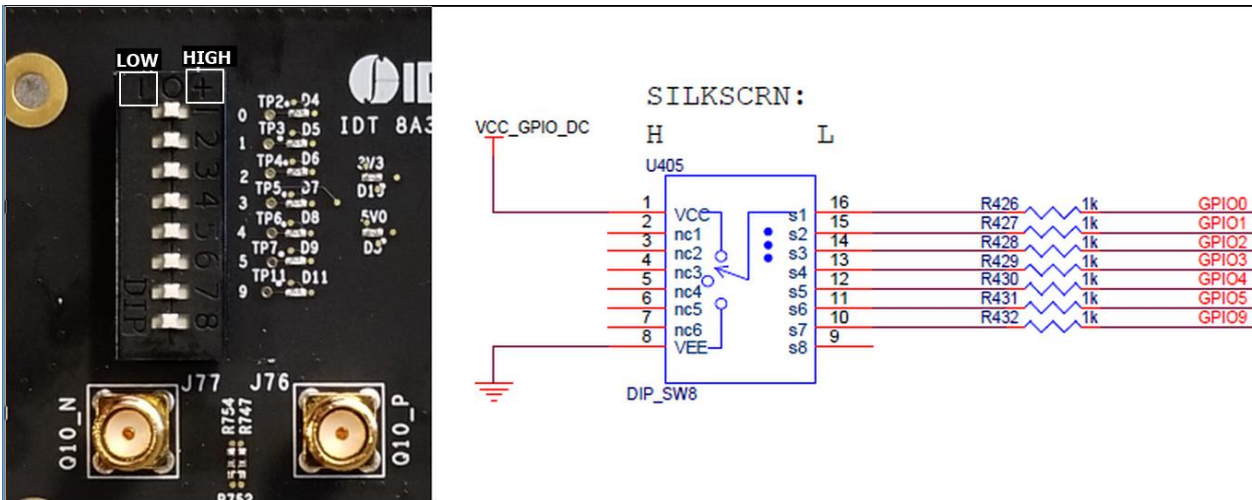 LOW HIGH
- O +
1
2
3
4
5
6
7
8
DIP
0 TP2 D4
1 TP3 D5
2 TP4 D6
3 TP5 D7
4 TP6 D8
5 TP7 D9
9 TP11 D11
IDT 8A3
3V3
5V0
D3
J77 J76
Q10_N
R754
R747
Q10_P
R752
SILKSCRN:
VCC_GPIO_DC
H L
U405
1 VCC s1 16 R426 1k GPIO0
2 nc1 s2 15 R427 1k GPIO1
3 nc2 s3 14 R428 1k GPIO2
4 nc3 s4 13 R429 1k GPIO3
5 nc4 s5 12 R430 1k GPIO4
6 nc5 s6 11 R431 1k GPIO5
7 nc6 s7 10 R432 1k GPIO9
8 VEE s8 9
DIP_SW8